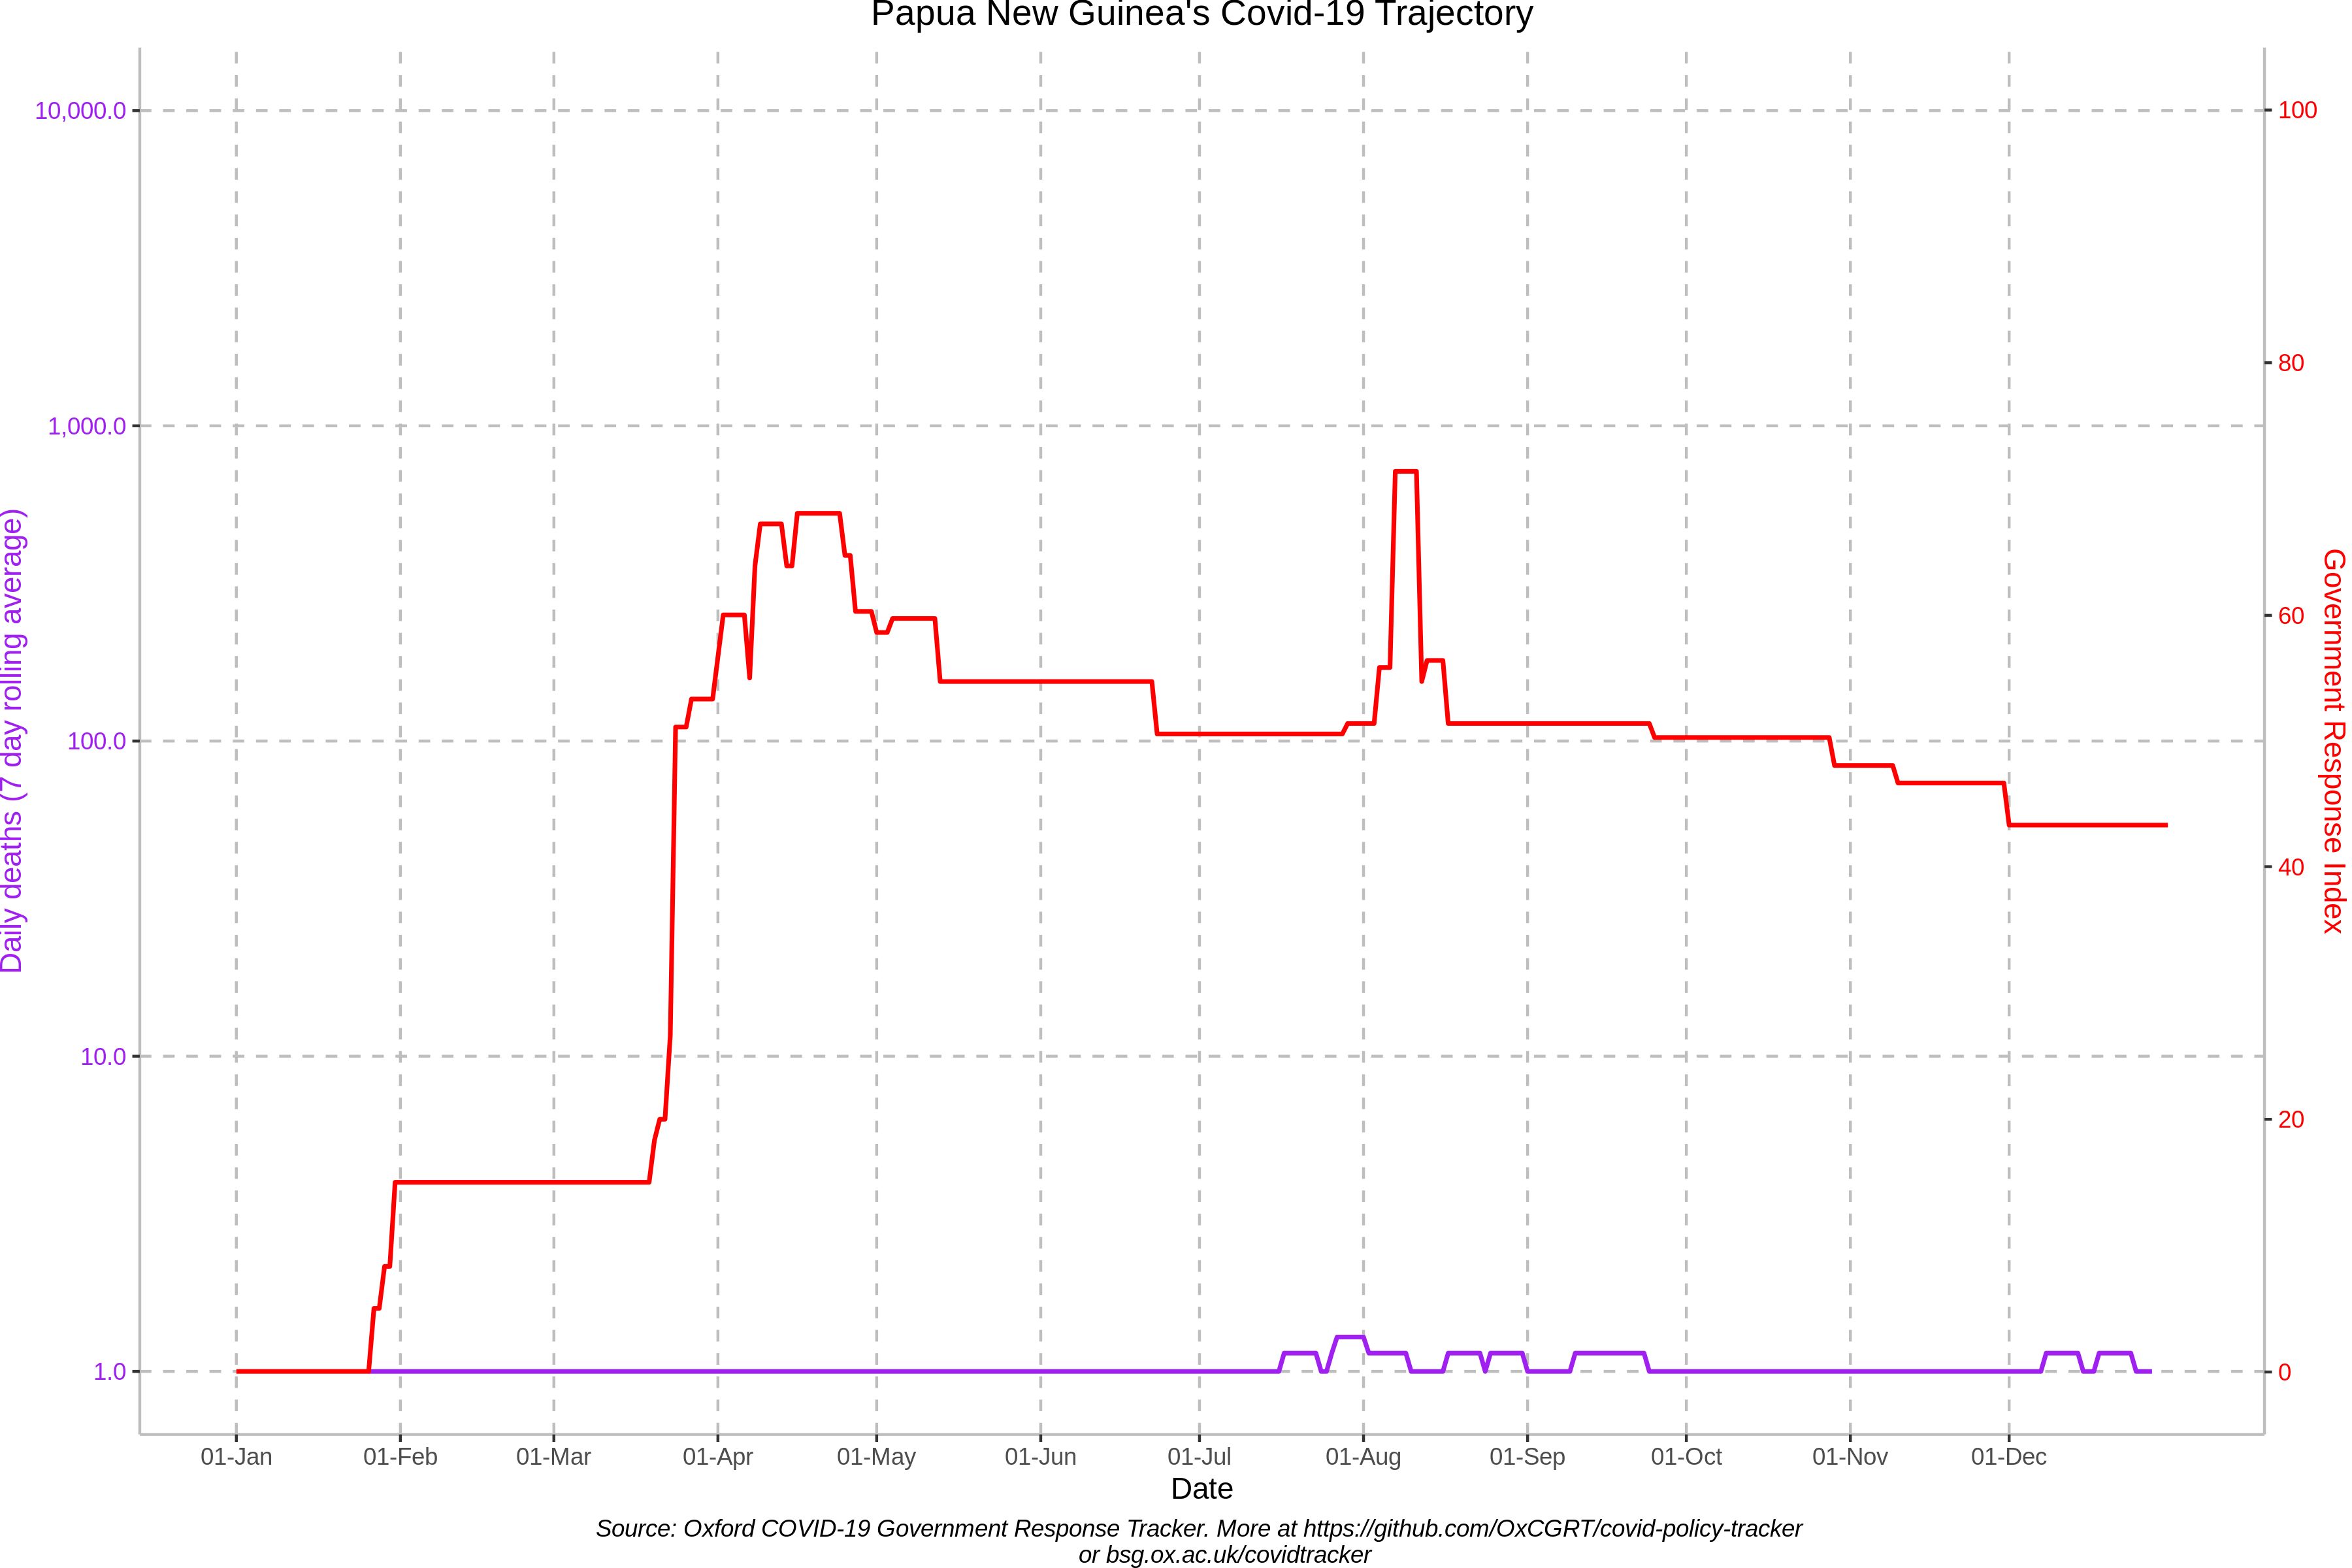 Papua New Guinea's Covid-19 Trajectory
10,000.0
1,000.0
100.0
10.0
1.0
Daily deaths (7 day rolling average)
100
80
60
40
20
0
Government Response Index
01-Jan 01-Feb 01-Mar 01-Apr 01-May 01-Jun 01-Jul 01-Aug 01-Sep 01-Oct 01-Nov 01-Dec
Date
Source: Oxford COVID-19 Government Response Tracker. More at https://github.com/OxCGRT/covid-policy-tracker
or bsg.ox.ac.uk/covidtracker